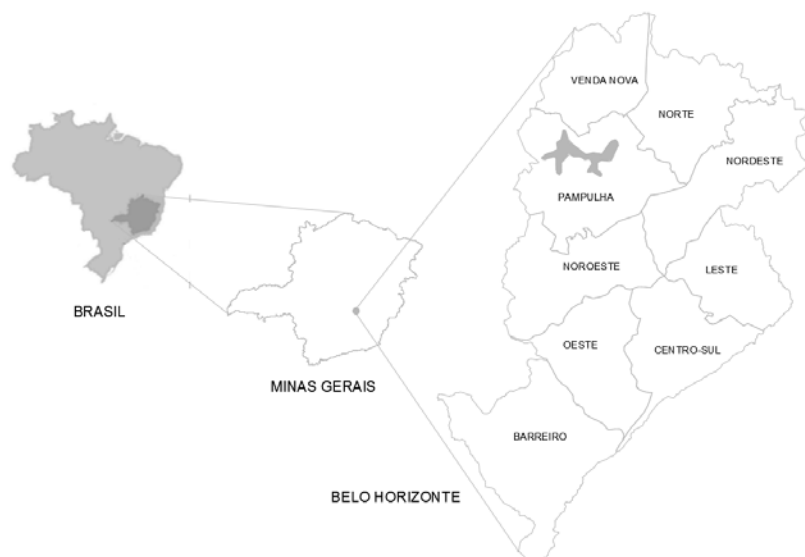 VENDA NOVA
NORTE
NORDESTE
PAMPULHA
NOROESTE
LESTE
BRASIL
OESTE
CENTRO-SUL
MINAS GERAIS
BARREIRO
BELO HORIZONTE